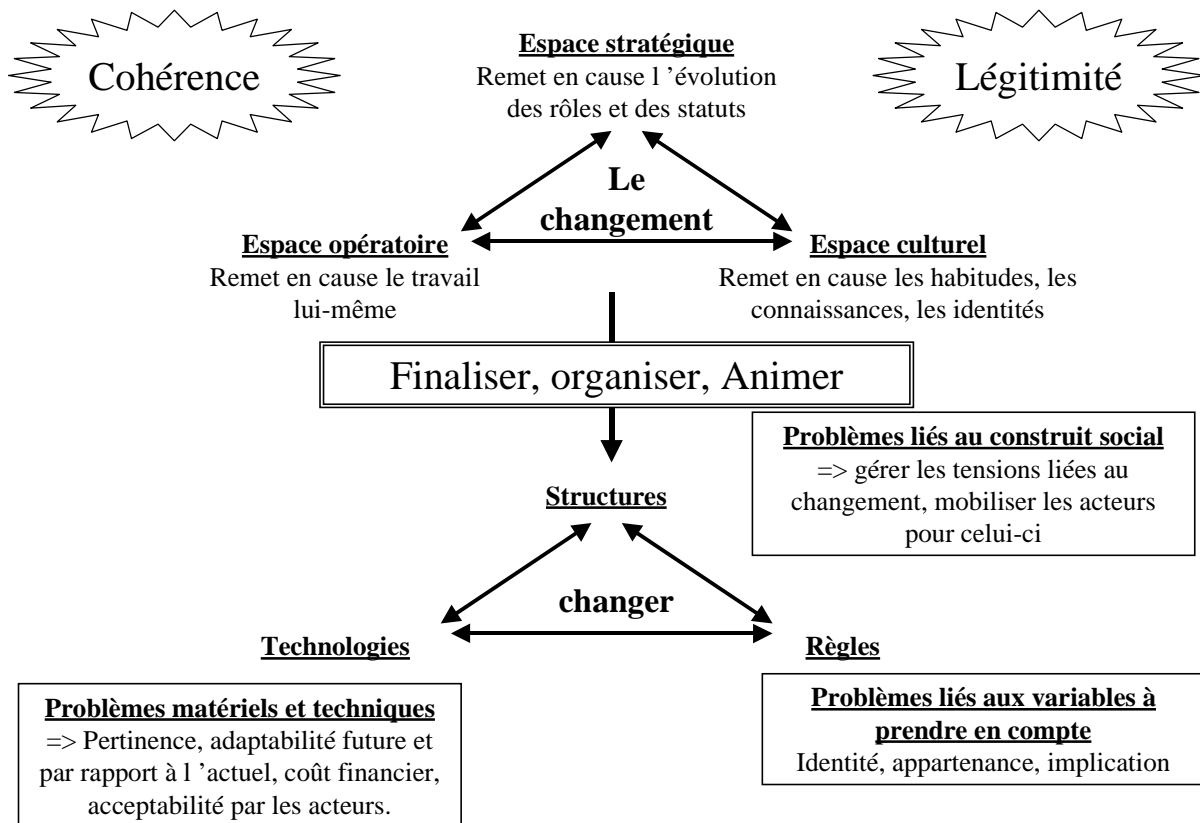 Cohérence
Espace stratégique
Remet en cause l ’évolution
des rôles et des statuts
Légitimité
Le
changement
Espace opératoire
Remet en cause le travail
lui-même
Espace culturel
Remet en cause les habitudes, les
connaissances, les identités
Finaliser, organiser, Animer
Problèmes liés au construit social
=> gérer les tensions liées au
changement, mobiliser les acteurs
pour celui-ci
Structures
changer
Technologies
Règles
Problèmes matériels et techniques
=> Pertinence, adaptabilité future et
par rapport à l ’actuel, coût financier,
acceptabilité par les acteurs.
Problèmes liés aux variables à
prendre en compte
Identité, appartenance, implication